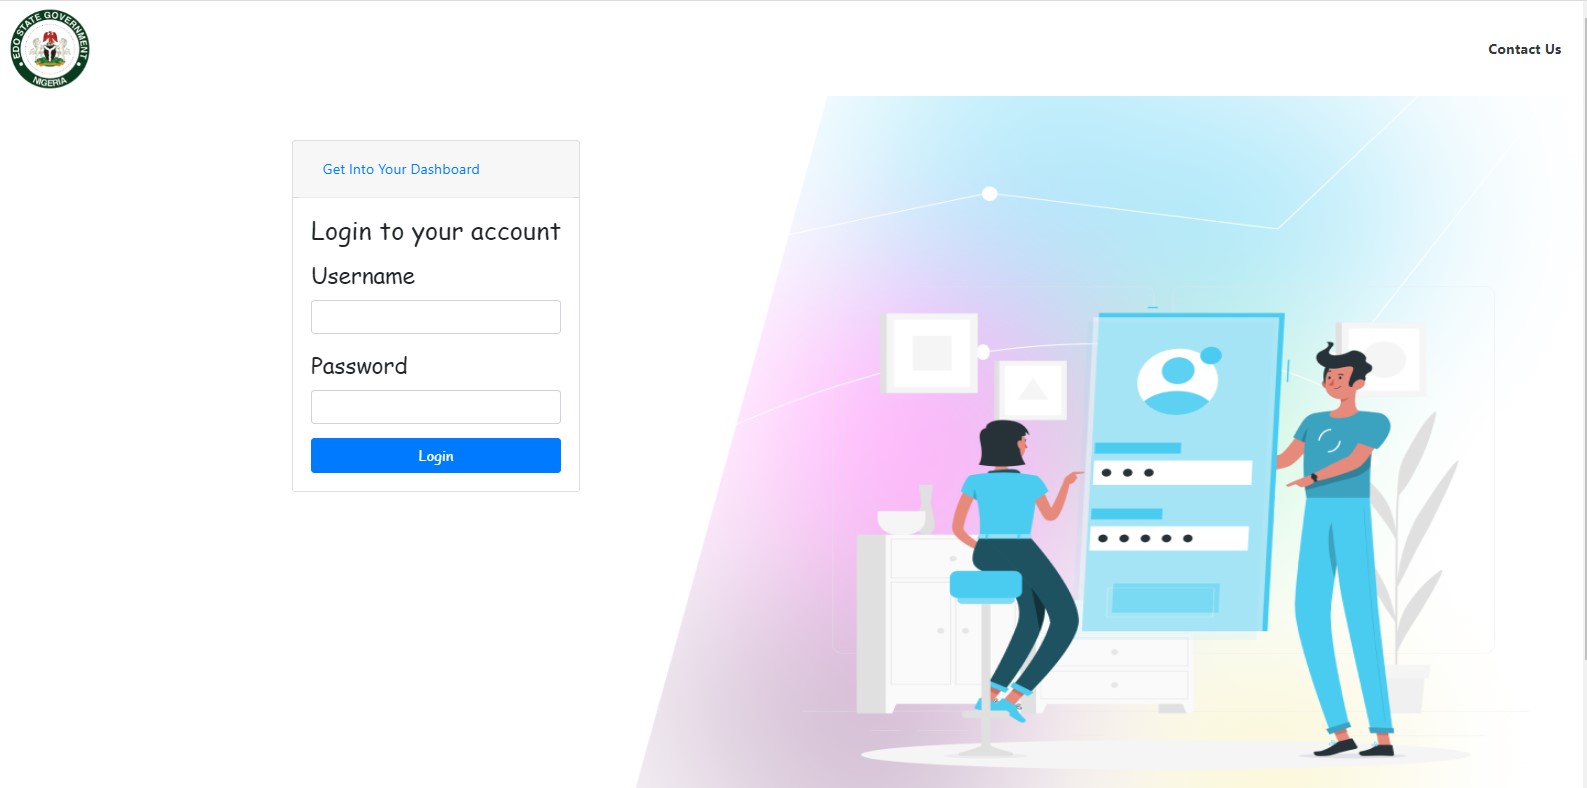 EDO STATE GOVERNMENT
NIGERIA
Contact Us
Get Into Your Dashboard
Login to your account
Username
Password
Login